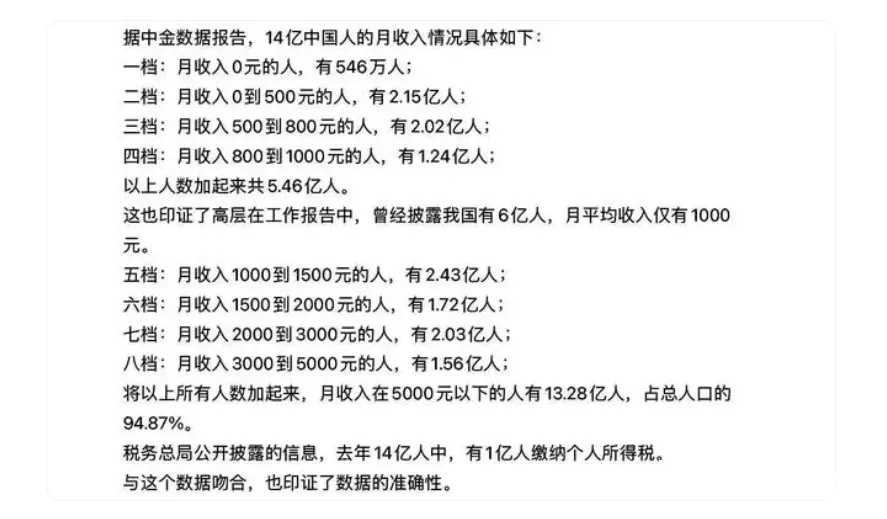 据中金数据报告，14亿中国人的月收入情况具体如下：
一档：月收入0元的人，有546万人；
二档：月收入0到500元的人，有2.15亿人；
三档：月收入500到800元的人，有2.02亿人；
四档：月收入800到1000元的人，有1.24亿人；
以上人数加起来共5.46亿人。
这也印证了高层在工作报告中，曾经披露我国有6亿人，月平均收入仅有1000
元。
五档：月收入1000到1500元的人，有2.43亿人；
六档：月收入1500到2000元的人，有1.72亿人；
七档：月收入2000到3000元的人，有2.03亿人；
八档：月收入3000到5000元的人，有1.56亿人；
将以上所有人数加起来，月收入在5000元以下的人有13.28亿人，占总人口的
94.87%。
税务总局公开披露的信息，去年14亿人中，有1亿人缴纳个人所得税。
与这个数据吻合，也印证了数据的准确性。